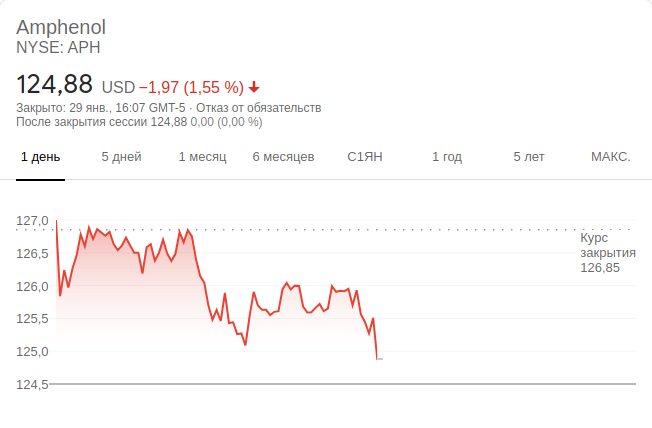 Amphenol
NYSE: APH
124,88 USD −1,97 (1,55 %)
Закрыто: 29 янв., 16:07 GMT-5 · Отказ от обязательств
После закрытия сессии 124,88 0,00 (0,00 %)
1 день 5 дней 1 месяц 6 месяцев С1ЯН 1 год 5 лет МАКС.
127,0
126,5
126,0
125,5
125,0
124,5
Курс
закрытия
126,85